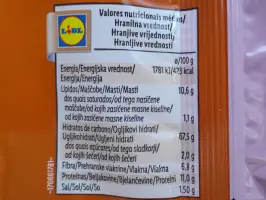 LIDL
Valores nutricionais médios/
Hranilna vrednost/
Hranjive vrijednosti/
Hranljive vrednosti
ø/100 g
Energia/Energijska vrednost/
Energija/Energija
1781 kJ/423 kcal
Lípidos/Maščobe/Masti/Masti
10,6 g
dos quais saturados/od tega nasičene
maščobe/od kojih zasićene masne kiseline/
od kojih zasićene masne kiseline
1,1 g
Hidratos de carbono/Ogljikovi hidrati/
Ugljikohidrati/Ugljeni hidrati
67,5 g
dos quais açúcares/od tega sladkorji/
od kojih šećeri/od kojih šećeri
2,0 g
Fibra/Prehranske vlaknine/Vlakna/Vlakna
6,8 g
Proteínas/Beljakovine/Bjelančevine/Proteini
11,0 g
Sal/Sol/Sol/So
1,50 g